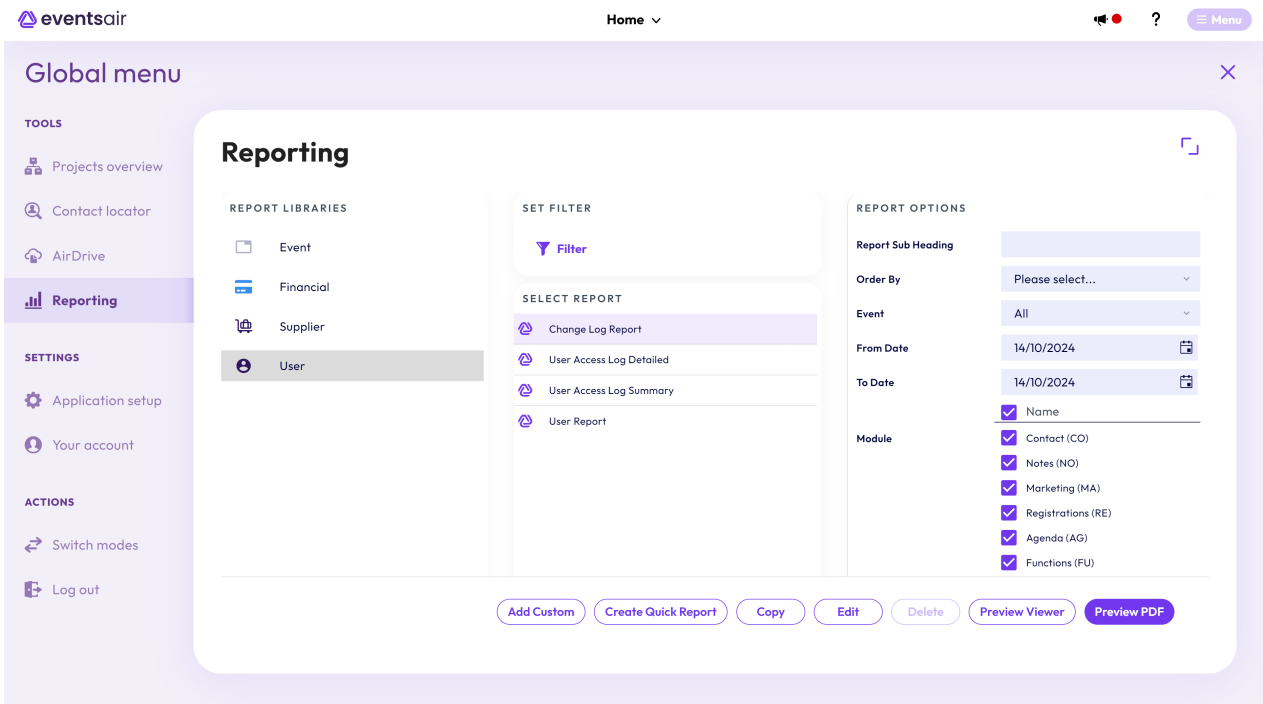 eventsair
Home
?
Menu
Global menu
TOOLS
Projects overview
Contact locator
AirDrive
Reporting
SETTINGS
Application setup
Your account
ACTIONS
Switch modes
Log out
Reporting
REPORT LIBRARIES
Event
Financial
Supplier
User
SET FILTER
Filter
SELECT REPORT
Change Log Report
User Access Log Detailed
User Access Log Summary
User Report
REPORT OPTIONS
Report Sub Heading
Order By Please select...
Event All
From Date 14/10/2024
To Date 14/10/2024
Name
Module Contact (CO)
Notes (NO)
Marketing (MA)
Registrations (RE)
Agenda (AG)
Functions (FU)
Add Custom Create Quick Report Copy Edit Delete Preview Viewer Preview PDF